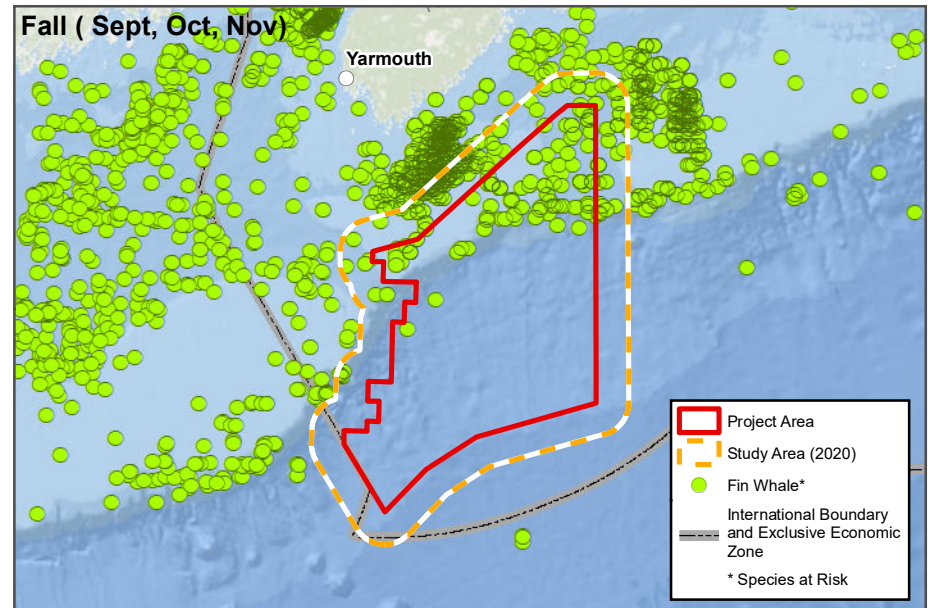 Fall ( Sept, Oct, Nov)
Yarmouth
Project Area
Study Area (2020)
Fin Whale*
International Boundary
and Exclusive Economic
Zone
* Species at Risk